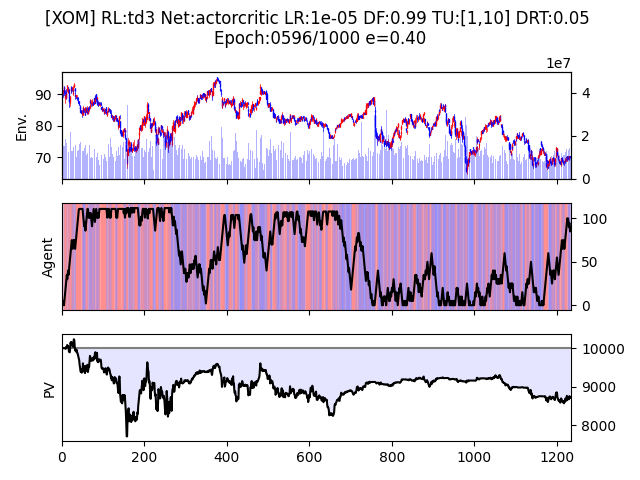 [XOM] RL:td3 Net:actorcritic LR:1e-05 DF:0.99 TU:[1,10] DRT:0.05
Epoch:0596/1000 e=0.40
1e7
Env.
90
80
70
4
2
0
Agent
100
50
0
PV
10000
9000
8000
0 200 400 600 800 1000 1200